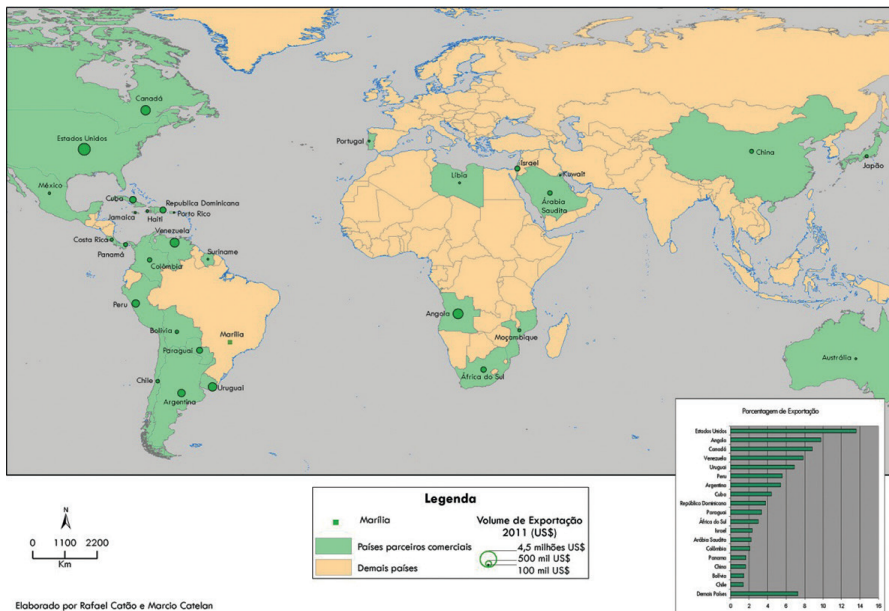 Canadá
Estados Unidos
México
Cuba
Republica Dominicana
Jamaica
Haiti
Porto Rico
Costa Rica
Venezuela
Panamá
Suriname
Colômbia
Peru
Bolívia
Marília
Paraguai
Chile
Uruguai
Argentina
Portugal
Israel
Kuwait
Líbia
Arábia
Saudita
China
Japão
Angola
Moçambique
África do Sul
Austrália
Porcentagem de Exportação
Estados Unidos
Angola
Canadá
Venezuela
Uruguai
Peru
Argentina
Cuba
República Dominicana
Paraguai
África do Sul
Israel
Arábia Saudita
Colômbia
Panama
China
Bolívia
Chile
Demais Países
0 2 4 6 8 10 12 14 16
N
0 1100 2200
Km
Legenda
Marília
Países parceiros comerciais
Demais países
Volume de Exportação
2011 (US$)
4,5 milhões US$
500 mil US$
100 mil US$
Elaborado por Rafael Catão e Marcio Catelan